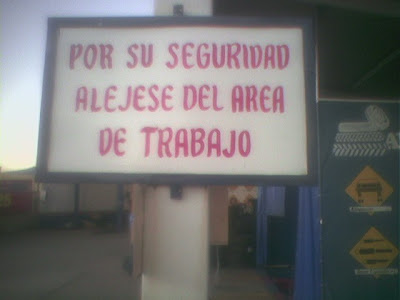 POR SU SEGURIDAD
ALEJESE DEL AREA
DE TRABAJO